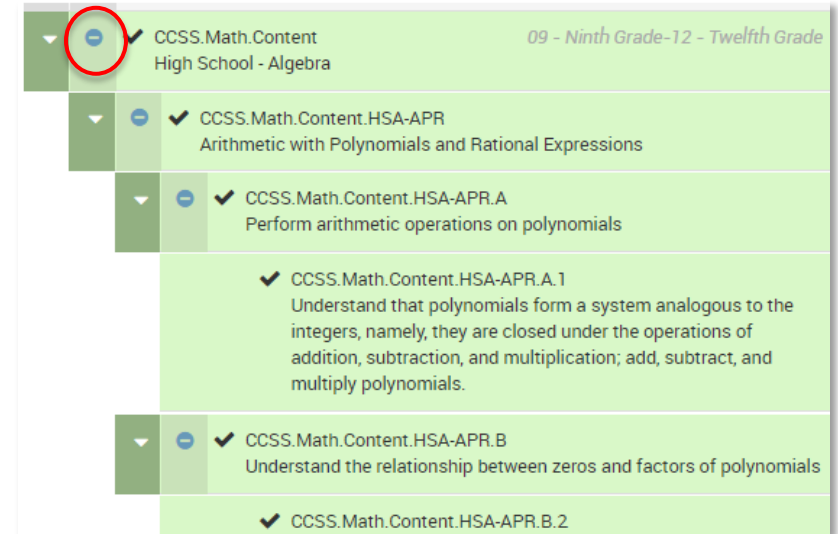 CCSS.Math.Content 09 - Ninth Grade-12 - Twelfth Grade
High School - Algebra
CCSS.Math.Content.HSA-APR
Arithmetic with Polynomials and Rational Expressions
CCSS.Math.Content.HSA-APR.A
Perform arithmetic operations on polynomials
CCSS.Math.Content.HSA-APR.A.1
Understand that polynomials form a system analogous to the
integers, namely, they are closed under the operations of
addition, subtraction, and multiplication; add, subtract, and
multiply polynomials.
CCSS.Math.Content.HSA-APR.B
Understand the relationship between zeros and factors of polynomials
CCSS.Math.Content.HSA-APR.B.2